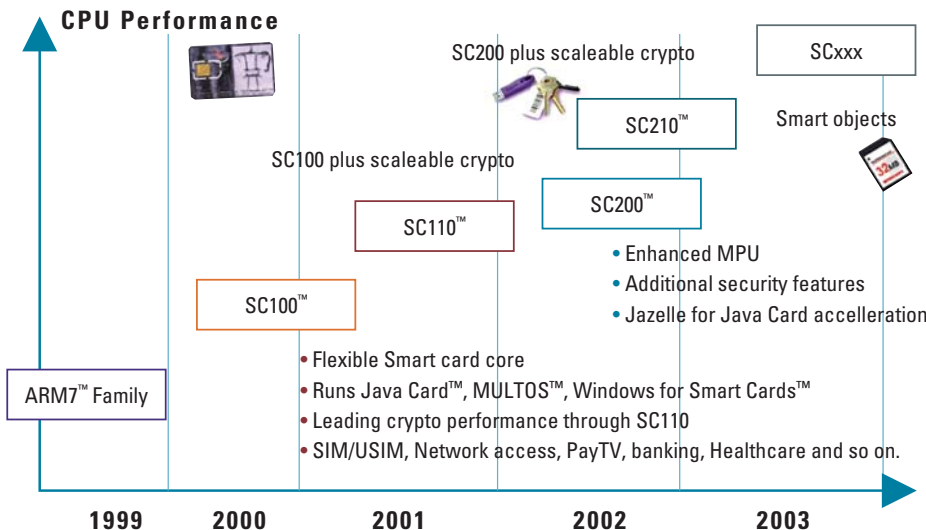 CPU Performance
SC200 plus scaleable crypto
SCxxx
SC210™
Smart objects
32MB
SC100 plus scaleable crypto
SC110™
SC200™
• Enhanced MPU
• Additional security features
• Jazelle for Java Card accelleration
SC100™
ARM7™ Family
• Flexible Smart card core
• Runs Java Card™, MULTOS™, Windows for Smart Cards™
• Leading crypto performance through SC110
• SIM/USIM, Network access, PayTV, banking, Healthcare and so on.
1999 2000 2001 2002 2003